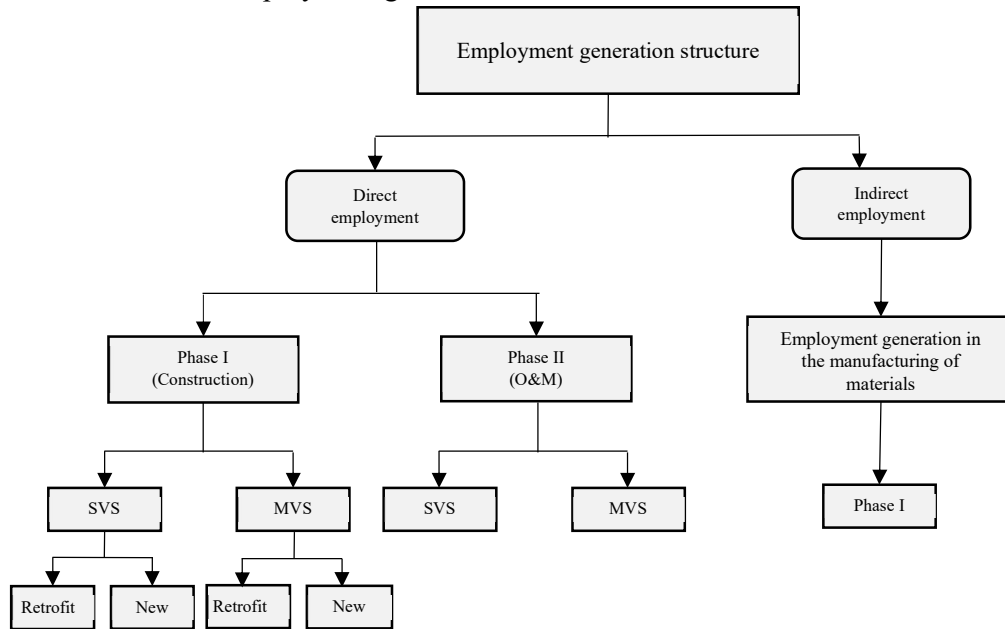 Employment generation structure
Direct
employment
Indirect
employment
Phase I
(Construction)
Phase II
(O&M)
Employment generation in
the manufacturing of
materials
SVS
MVS
SVS
MVS
Phase I
Retrofit
New
Retrofit
New